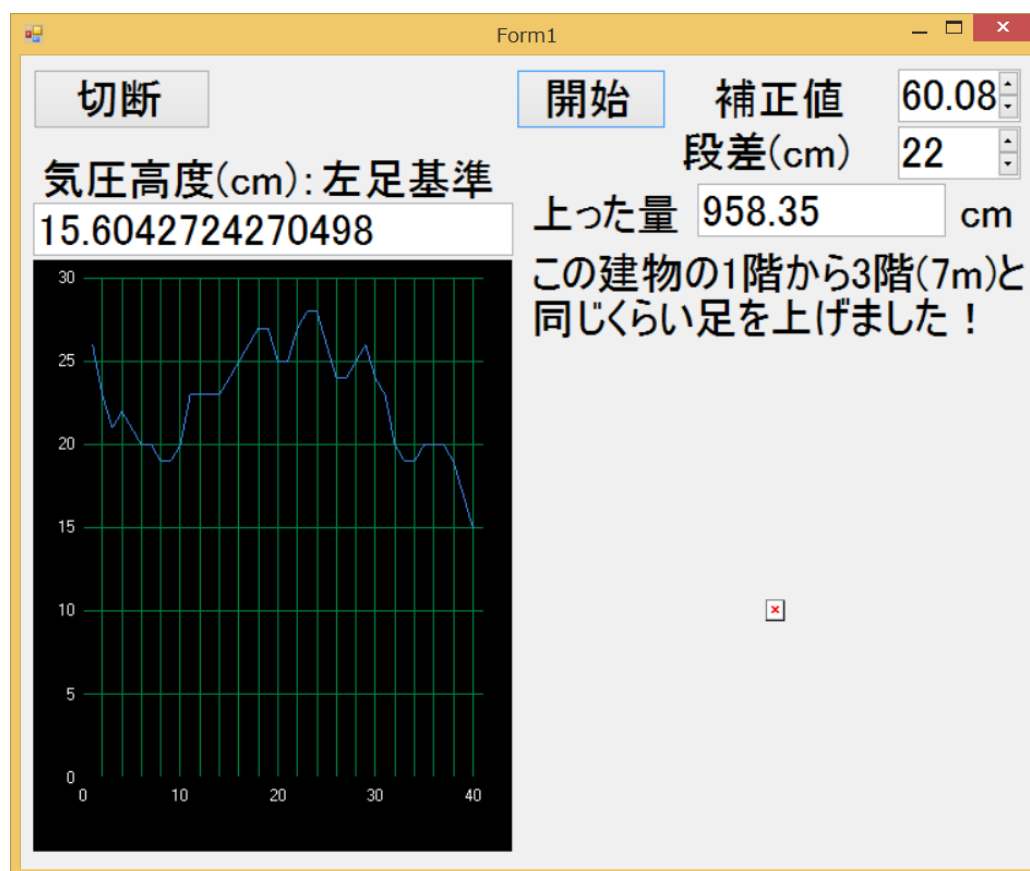 Form1
切断
開始
補正値
60.08
段差(cm)
22
気圧高度(cm):左足基準
15.6042724270498
上った量
958.35
cm
この建物の1階から3階(7m)と
同じくらい足を上げました！
30
25
20
15
10
5
0
0 10 20 30 40